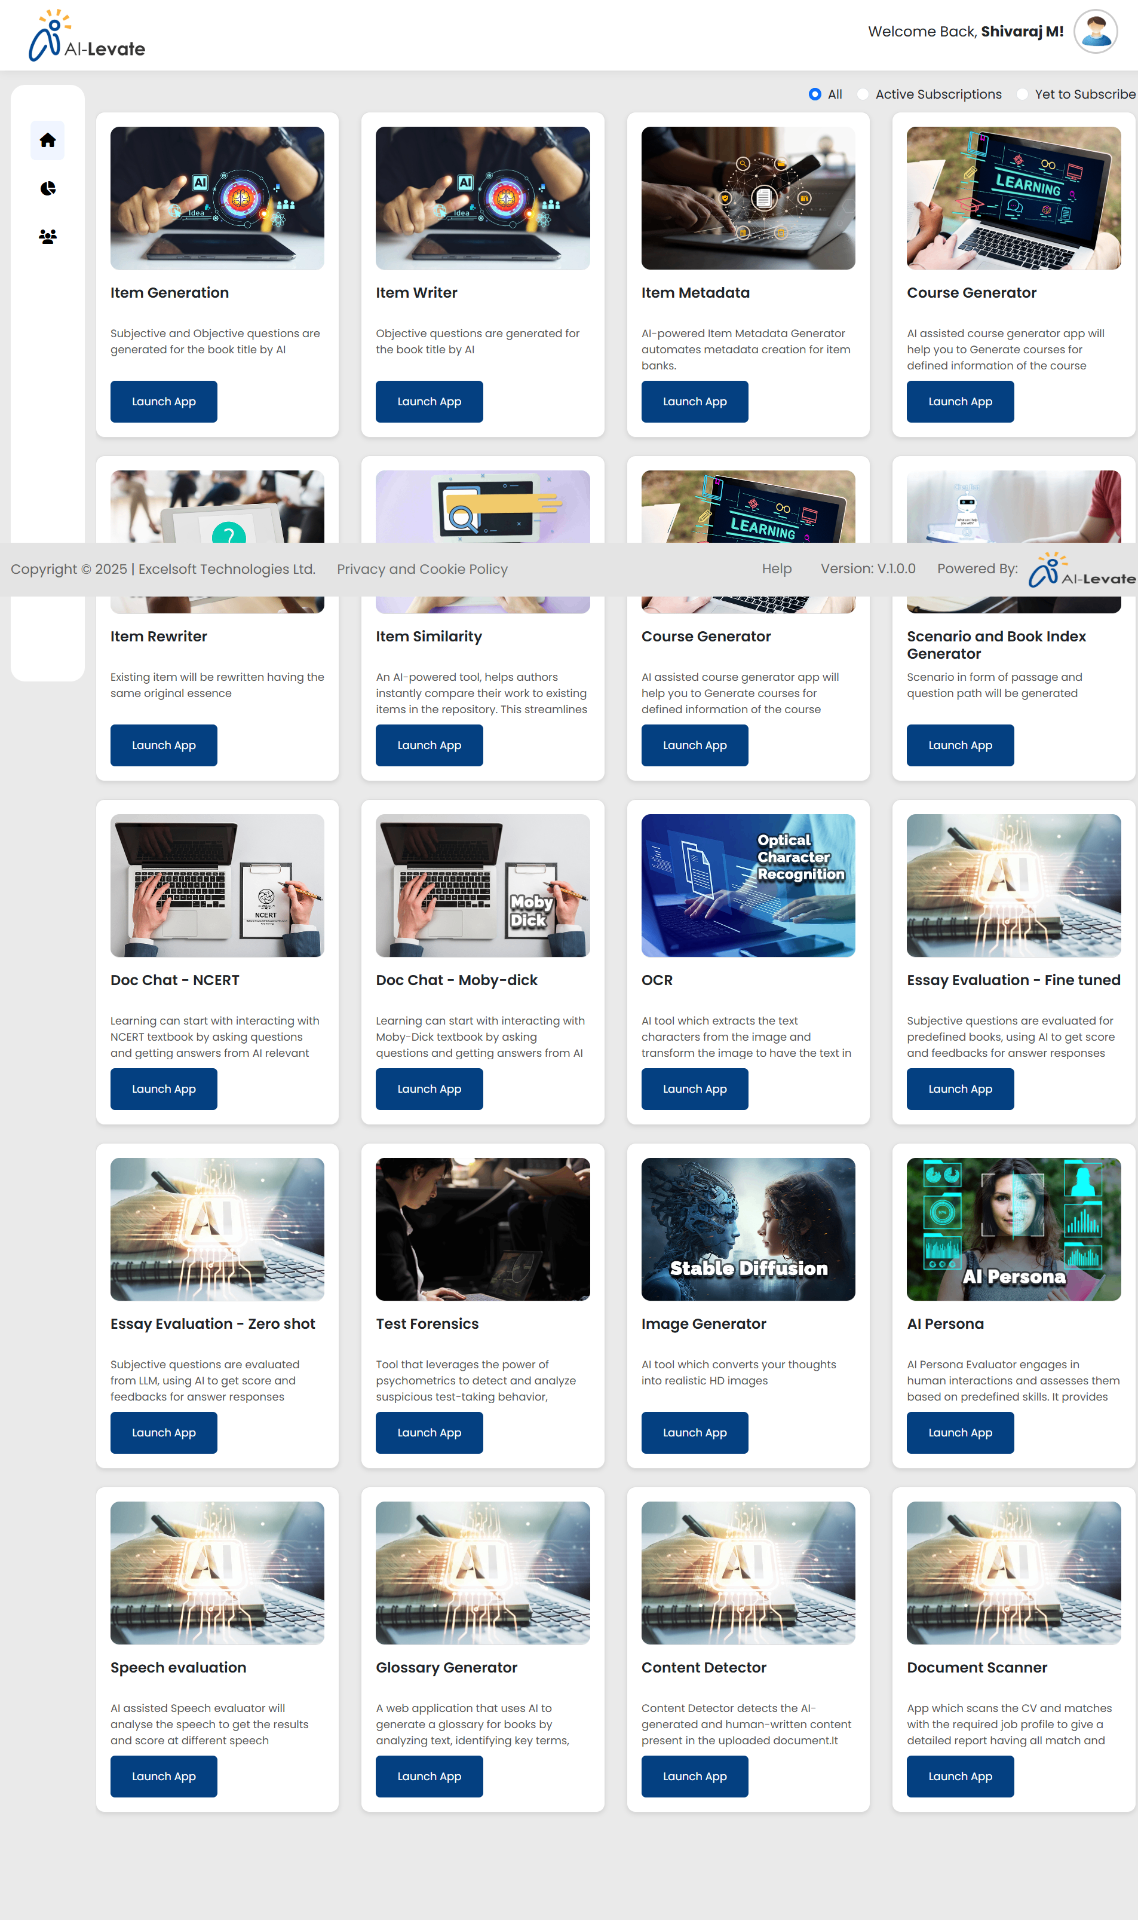 AI-Levate
Welcome Back, Shivaraj M!
All
Active Subscriptions
Yet to Subscribe
AI
Idea
AI
Idea
LEARNING
Item Generation
Item Writer
Item Metadata
Course Generator
Subjective and Objective questions are
generated for the book title by AI
Objective questions are generated for
the book title by AI
AI-powered Item Metadata Generator
automates metadata creation for item
banks.
AI assisted course generator app will
help you to Generate courses for
defined information of the course
Launch App
Launch App
Launch App
Launch App
?
LEARNING
Copyright © 2025 | Excelsoft Technologies Ltd.
Privacy and Cookie Policy
Help
Version: V.1.0.0
Powered By:
AI-Levate
Item Rewriter
Item Similarity
Course Generator
Scenario and Book Index
Generator
Existing item will be rewritten having the
same original essence
An AI-powered tool, helps authors
instantly compare their work to existing
items in the repository. This streamlines
AI assisted course generator app will
help you to Generate courses for
defined information of the course
Scenario in form of passage and
question path will be generated
Launch App
Launch App
Launch App
Launch App
NCERT
Moby
Dick
Optical
Character
Recognition
AI
Doc Chat - NCERT
Doc Chat - Moby-dick
OCR
Essay Evaluation - Fine tuned
Learning can start with interacting with
NCERT textbook by asking questions
and getting answers from AI relevant
Learning can start with interacting with
Moby-Dick textbook by asking
questions and getting answers from AI
AI tool which extracts the text
characters from the image and
transform the image to have the text in
Subjective questions are evaluated for
predefined books, using AI to get score
and feedbacks for answer responses
Launch App
Launch App
Launch App
Launch App
AI
Stable Diffusion
AI Persona
Essay Evaluation - Zero shot
Test Forensics
Image Generator
AI Persona
Subjective questions are evaluated
from LLM, using AI to get score and
feedbacks for answer responses
Tool that leverages the power of
psychometrics to detect and analyze
suspicious test-taking behavior,
AI tool which converts your thoughts
into realistic HD images
AI Persona Evaluator engages in
human interactions and assesses them
based on predefined skills. It provides
Launch App
Launch App
Launch App
Launch App
AI
AI
AI
AI
Speech evaluation
Glossary Generator
Content Detector
Document Scanner
AI assisted Speech evaluator will
analyse the speech to get the results
and score at different speech
A web application that uses AI to
generate a glossary for books by
analyzing text, identifying key terms,
Content Detector detects the AI-
generated and human-written content
present in the uploaded document.It
App which scans the CV and matches
with the required job profile to give a
detailed report having all match and
Launch App
Launch App
Launch App
Launch App